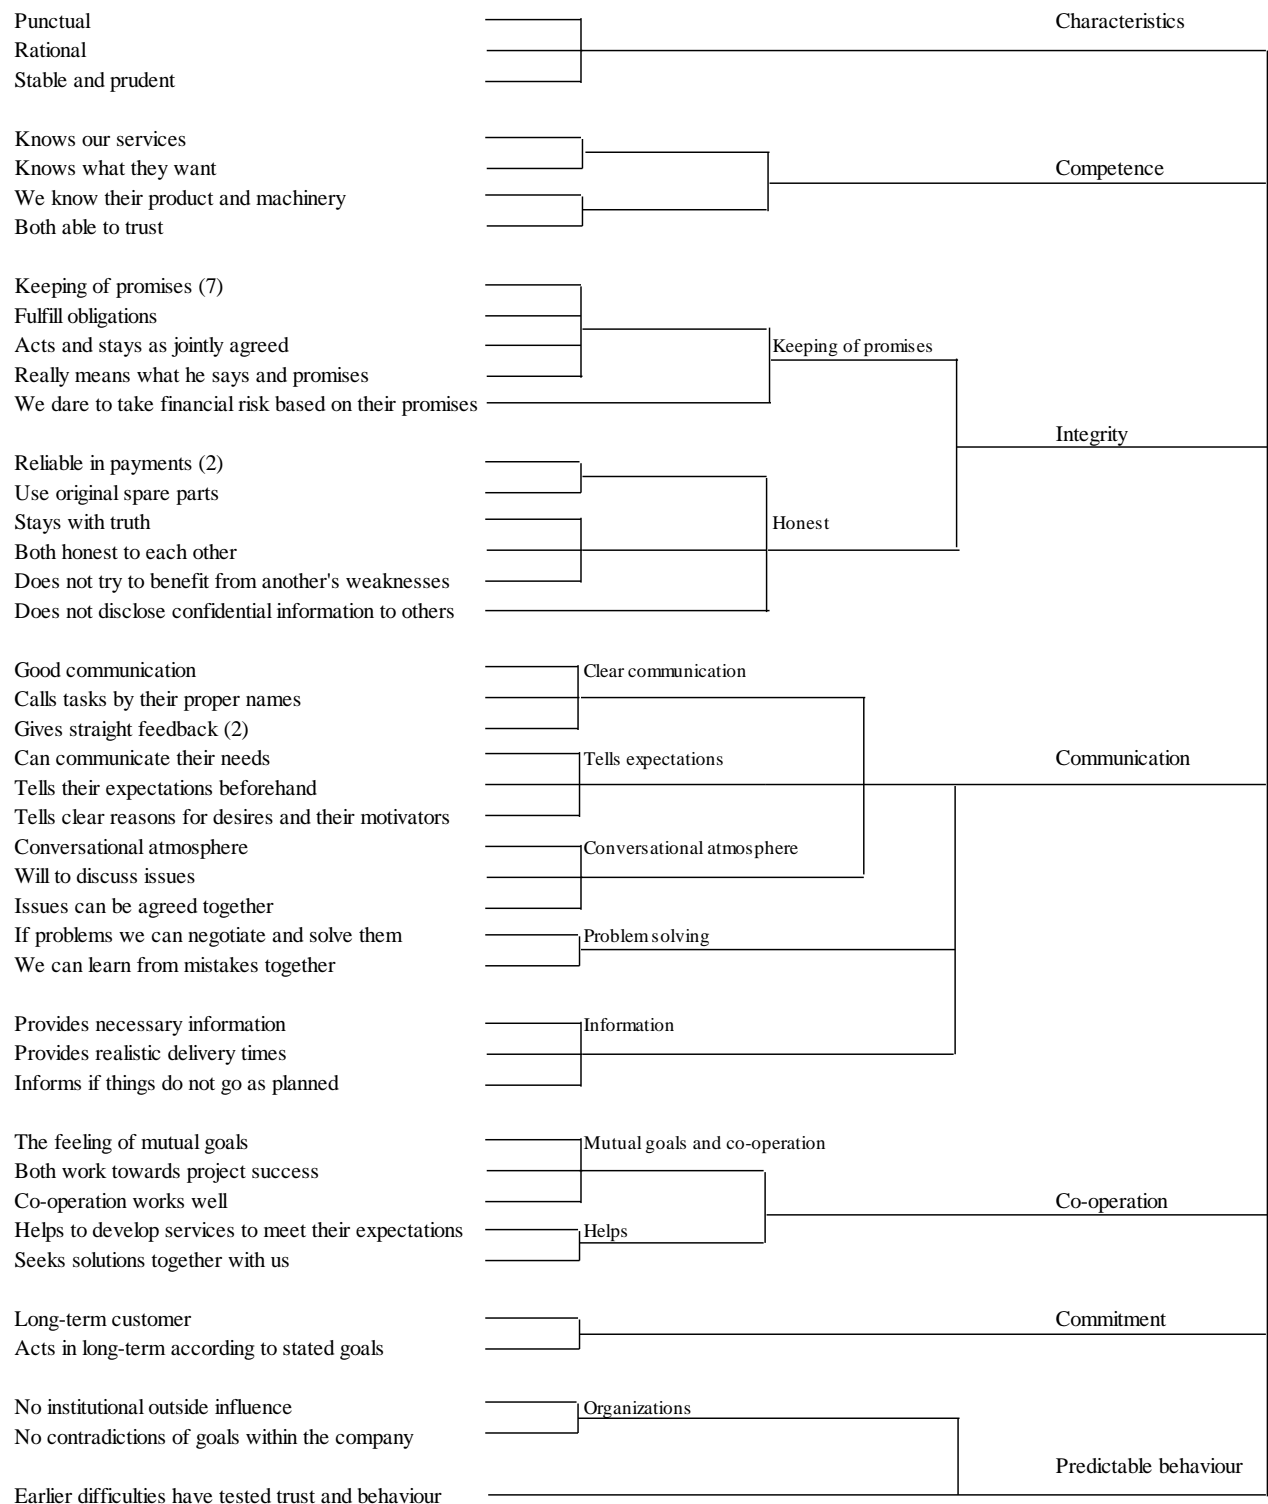 Punctual
Characteristics
Rational
Stable and prudent
Knows our services
Knows what they want
Competence
We know their product and machinery
Both able to trust
Keeping of promises (7)
Fulfill obligations
Acts and stays as jointly agreed
Keeping of promises
Really means what he says and promises
We dare to take financial risk based on their promises
Integrity
Reliable in payments (2)
Use original spare parts
Stays with truth
Honest
Both honest to each other
Does not try to benefit from another's weaknesses
Does not disclose confidential information to others
Good communication
Clear communication
Calls tasks by their proper names
Gives straight feedback (2)
Can communicate their needs
Tells expectations
Communication
Tells their expectations beforehand
Tells clear reasons for desires and their motivators
Conversational atmosphere
Conversational atmosphere
Will to discuss issues
Issues can be agreed together
If problems we can negotiate and solve them
Problem solving
We can learn from mistakes together
Provides necessary information
Information
Provides realistic delivery times
Informs if things do not go as planned
The feeling of mutual goals
Mutual goals and co-operation
Both work towards project success
Co-operation works well
Co-operation
Helps to develop services to meet their expectations
Helps
Seeks solutions together with us
Long-term customer
Commitment
Acts in long-term according to stated goals
No institutional outside influence
Organizations
No contradictions of goals within the company
Predictable behaviour
Earlier difficulties have tested trust and behaviour